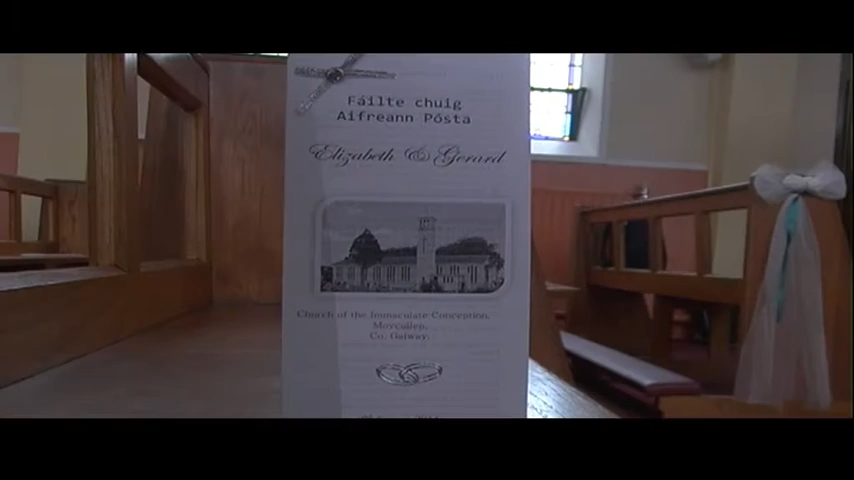 Fáilte chuig
Aifreann Pósta
Elizabeth & Gerard
Church of the Immaculate Conception,
Moycullen,
Co. Galway.